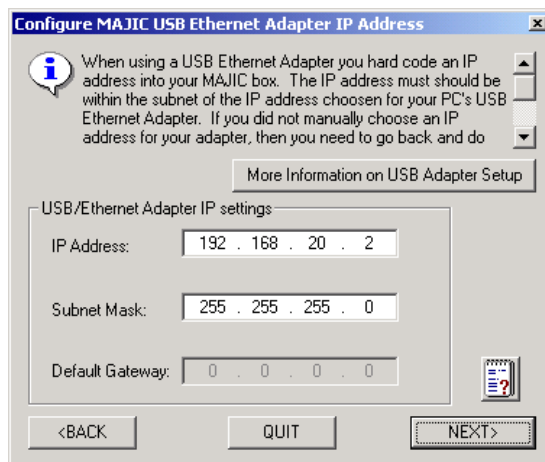 Configure MAJIC USB Ethernet Adapter IP Address
When using a USB Ethernet Adapter you hard code an IP
address into your MAJIC box. The IP address must should be
within the subnet of the IP address choosen for your PC's USB
Ethernet Adapter. If you did not manually choose an IP
address for your adapter, then you need to go back and do
More Information on USB Adapter Setup
USB/Ethernet Adapter IP settings
IP Address: 192 . 168 . 20 . 2
Subnet Mask: 255 . 255 . 255 . 0
Default Gateway: 0 . 0 . 0 . 0
<BACK QUIT NEXT>